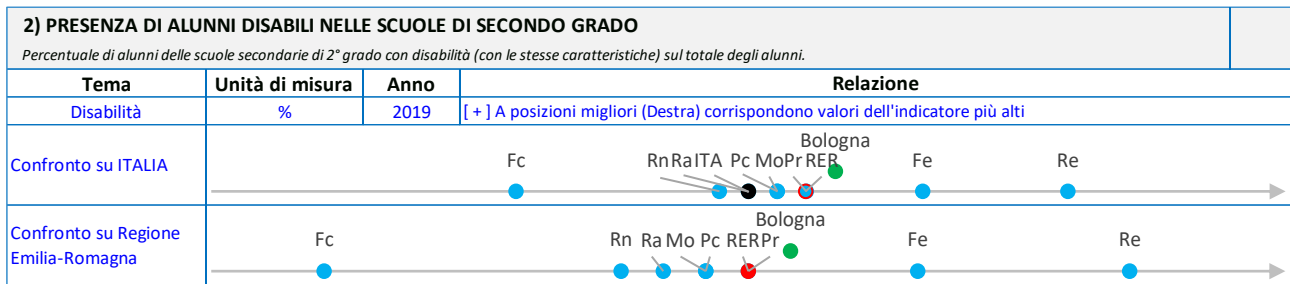 2) PRESENZA DI ALUNNI DISABILI NELLE SCUOLE DI SECONDO GRADO
Percentuale di alunni delle scuole secondarie di 2° grado con disabilità (con le stesse caratteristiche) sul totale degli alunni.
Tema Unità di misura Anno Relazione
Disabilità % 2019 [ + ] A posizioni migliori (Destra) corrispondono valori dell'indicatore più alti
Bologna
Confronto su ITALIA Fc Rn Ra ITA Pc Mo Pr RER Fe Re
Bologna
Confronto su Regione
Emilia-Romagna Fc Rn Ra Mo Pc RER Pr Fe Re